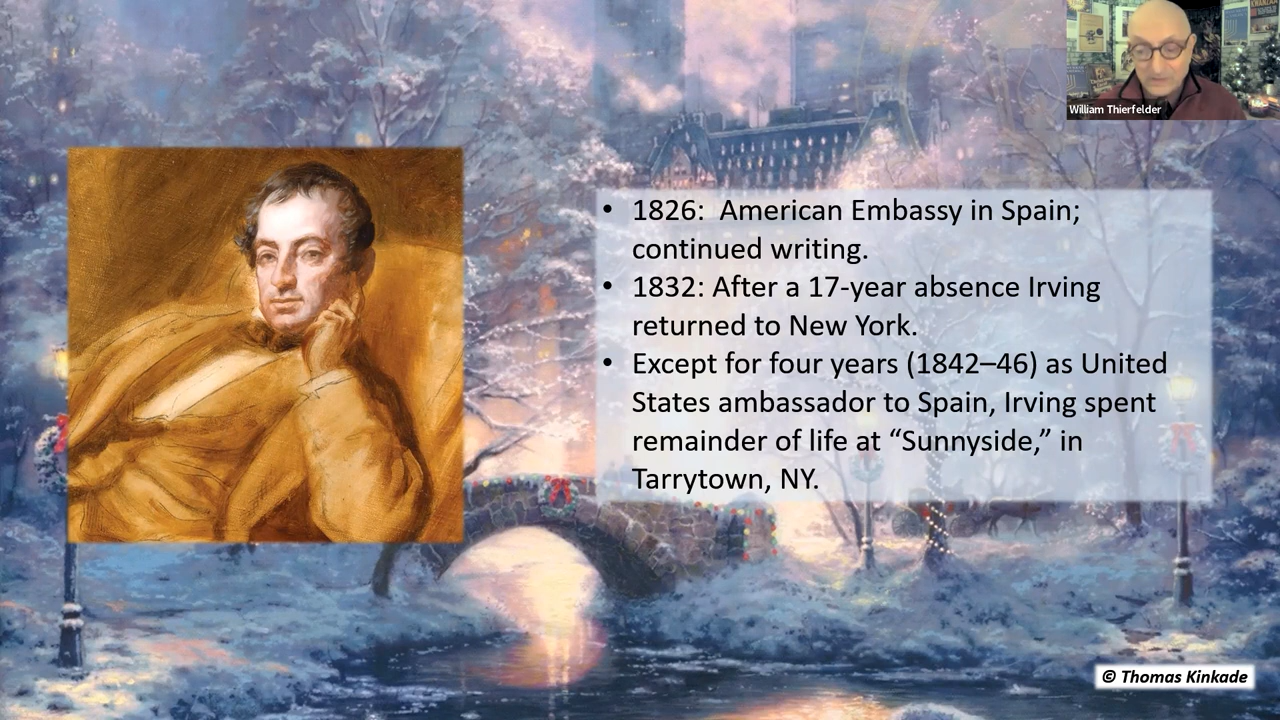 William Thierfelder
• 1826:  American Embassy in Spain;
continued writing.
• 1832: After a 17-year absence Irving
returned to New York.
• Except for four years (1842–46) as United
States ambassador to Spain, Irving spent
remainder of life at “Sunnyside,” in
Tarrytown, NY.
© Thomas Kinkade